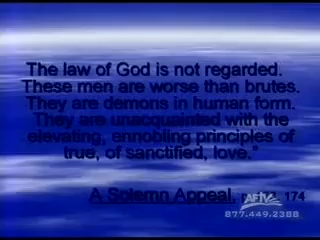 The law of God is not regarded.
These men are worse than brutes.
They are demons in human form.
They are unacquainted with the
elevating, ennobling principles of
true, of sanctified, love."
A Solemn Appeal, 174
AFTV
877.449.2388